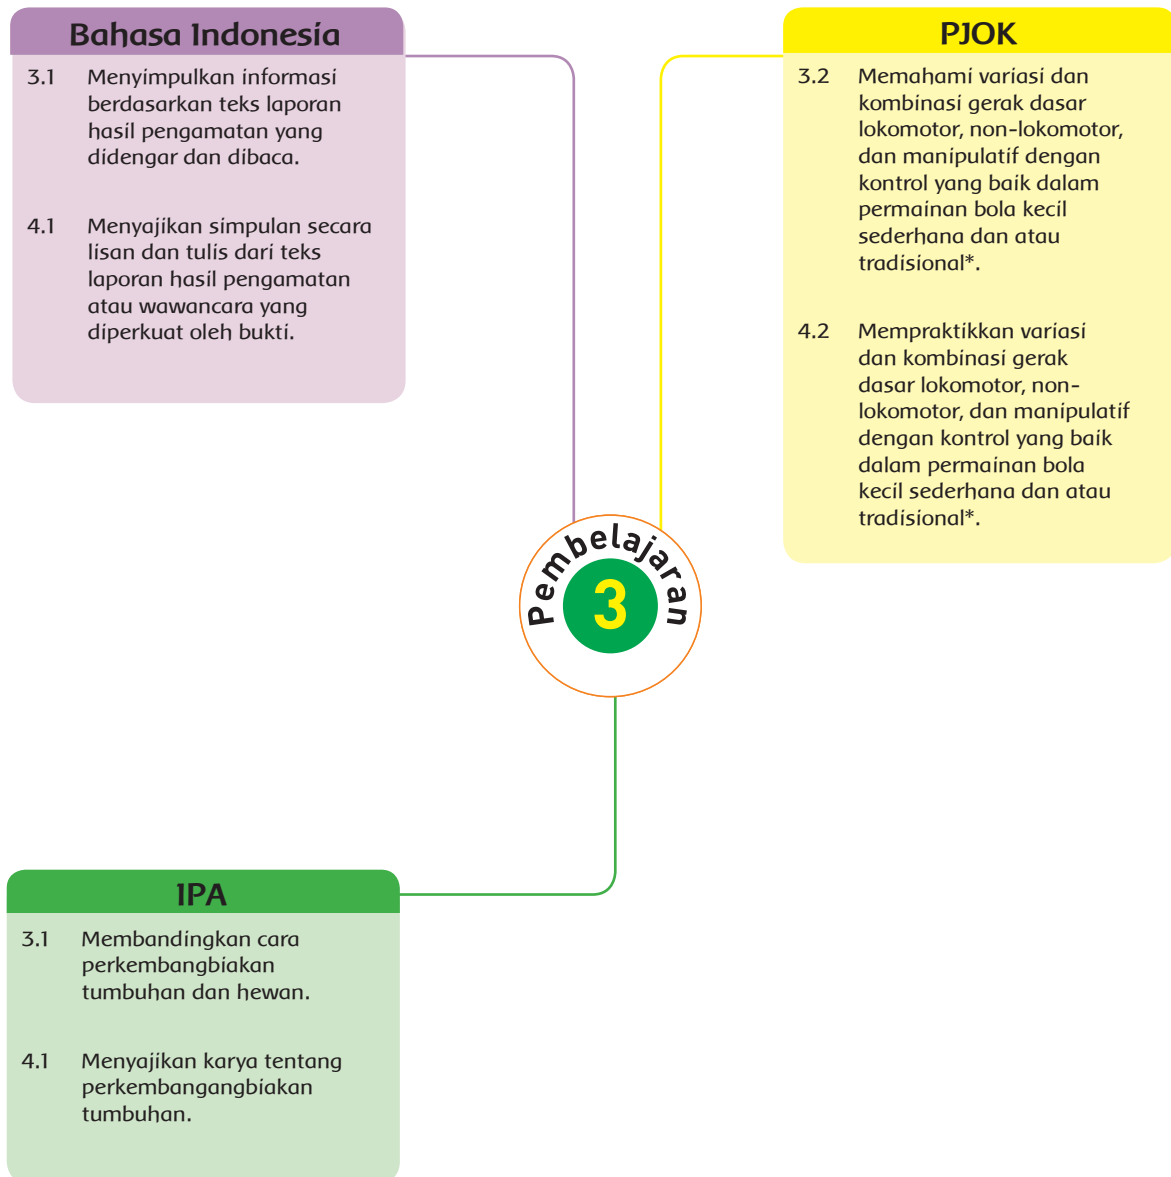 Bahasa Indonesia
3.1 Menyimpulkan informasi
berdasarkan teks laporan
hasil pengamatan yang
didengar dan dibaca.
4.1 Menyajikan simpulan secara
lisan dan tulis dari teks
laporan hasil pengamatan
atau wawancara yang
diperkuat oleh bukti.
PJOK
3.2 Memahami variasi dan
kombinasi gerak dasar
lokomotor, non-lokomotor,
dan manipulatif dengan
kontrol yang baik dalam
permainan bola kecil
sederhana dan atau
tradisional*.
4.2 Mempraktikkan variasi
dan kombinasi gerak
dasar lokomotor, non-
lokomotor, dan manipulatif
dengan kontrol yang baik
dalam permainan bola
kecil sederhana dan atau
tradisional*.
Pembelajaran
3
IPA
3.1 Membandingkan cara
perkembangbiakan
tumbuhan dan hewan.
4.1 Menyajikan karya tentang
perkembangangbiakan
tumbuhan.